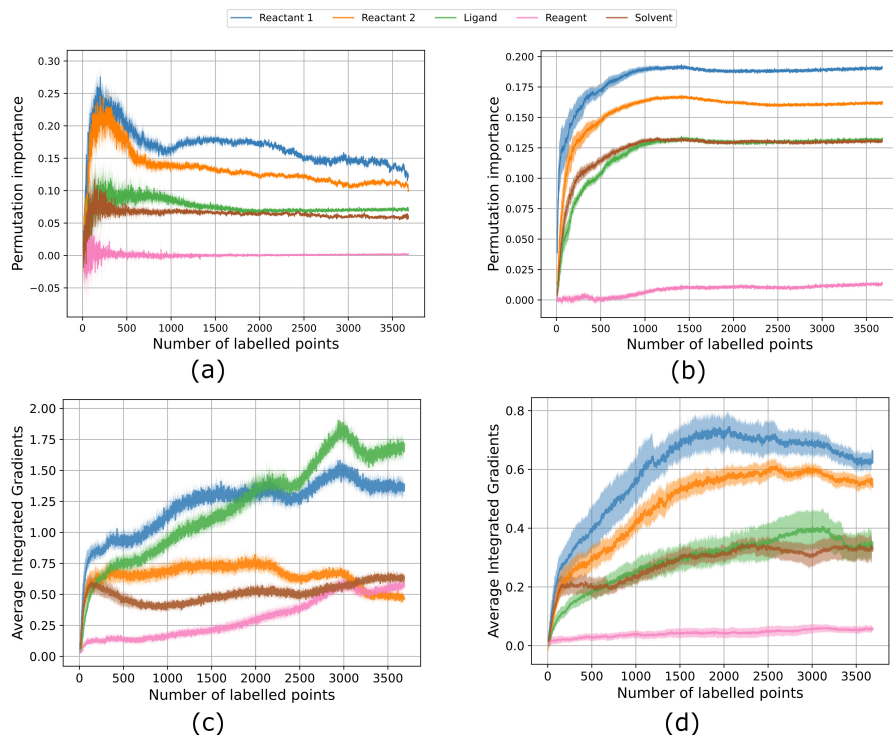 Reactant 1 Reactant 2 Ligand Reagent Solvent
Permutation importance
0.30
0.25
0.20
0.15
0.10
0.05
0.00
−0.05
0 500 1000 1500 2000 2500 3000 3500
Number of labelled points
(a)
Permutation importance
0.200
0.175
0.150
0.125
0.100
0.075
0.050
0.025
0.000
0 500 1000 1500 2000 2500 3000 3500
Number of labelled points
(b)
Average Integrated Gradients
2.00
1.75
1.50
1.25
1.00
0.75
0.50
0.25
0.00
0 500 1000 1500 2000 2500 3000 3500
Number of labelled points
(c)
Average Integrated Gradients
0.8
0.6
0.4
0.2
0.0
0 500 1000 1500 2000 2500 3000 3500
Number of labelled points
(d)